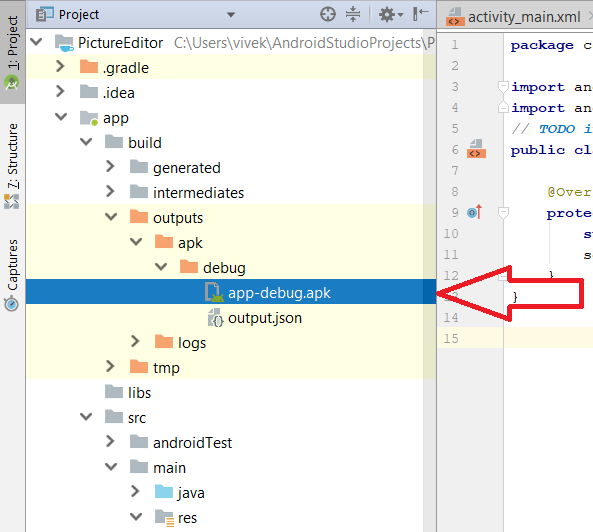 Project
activity_main.xml
1: Project
7: Structure
Captures
PictureEditor C:\Users\vivek\AndroidStudioProjects\P
.gradle
.idea
app
build
generated
intermediates
outputs
apk
debug
app-debug.apk
output.json
logs
tmp
libs
src
androidTest
main
java
res
1 package c
2
3 import an
4 import an
5 // TODO i
6 public cla
7
8 @Over
9 prote
10 s
11 s
12 }
13 }
14
15